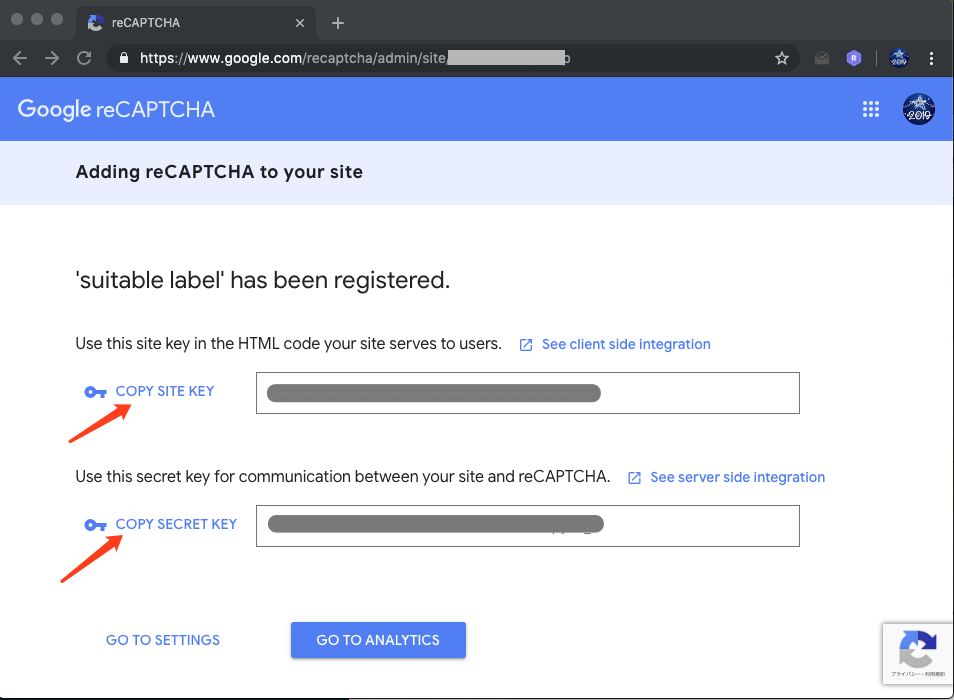 reCAPTCHA
https://www.google.com/recaptcha/admin/site/
R
2019
Google reCAPTCHA
2019
Adding reCAPTCHA to your site
'suitable label' has been registered.
Use this site key in the HTML code your site serves to users.
See client side integration
COPY SITE KEY
Use this secret key for communication between your site and reCAPTCHA.
See server side integration
COPY SECRET KEY
GO TO SETTINGS
GO TO ANALYTICS
プライバシー - 利用規約